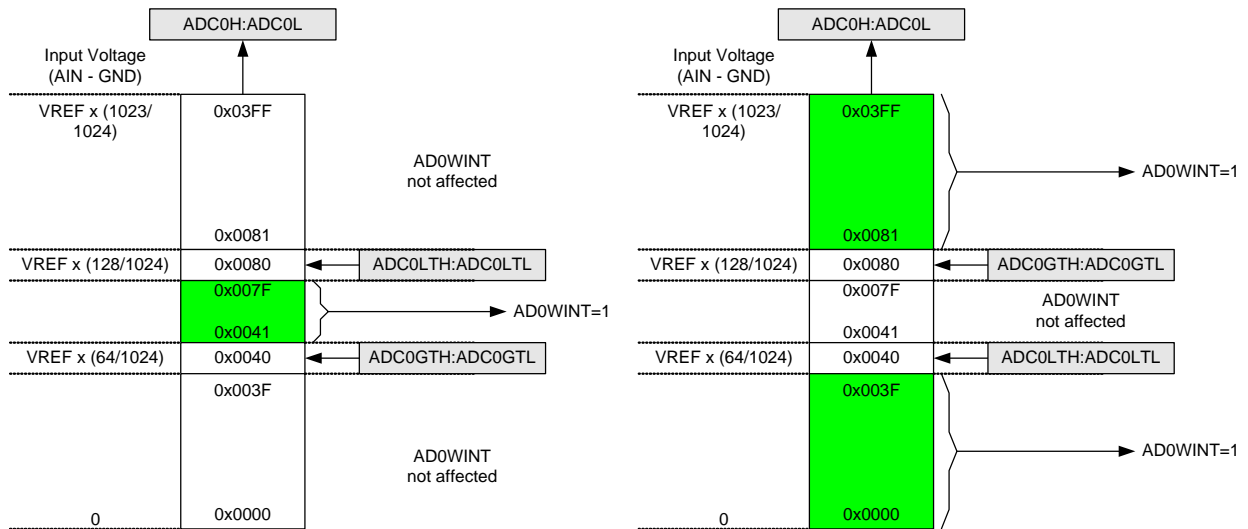 ADC0H:ADC0L
Input Voltage
(AIN - GND)
VREF x (1023/
1024)
0x03FF
AD0WINT
not affected
0x0081
VREF x (128/1024)
0x0080
ADC0LTH:ADC0LTL
0x007F
AD0WINT=1
0x0041
VREF x (64/1024)
0x0040
ADC0GTH:ADC0GTL
0x003F
AD0WINT
not affected
0
0x0000
ADC0H:ADC0L
Input Voltage
(AIN - GND)
VREF x (1023/
1024)
0x03FF
AD0WINT=1
0x0081
VREF x (128/1024)
0x0080
ADC0GTH:ADC0GTL
0x007F
AD0WINT
not affected
0x0041
VREF x (64/1024)
0x0040
ADC0LTH:ADC0LTL
0x003F
AD0WINT=1
0
0x0000